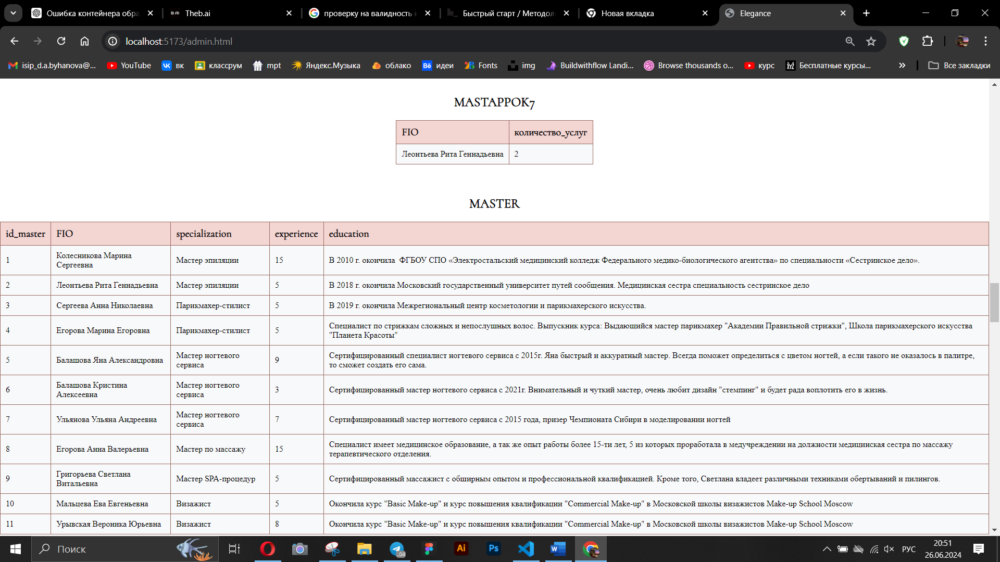 Ошибка контейнера обра
B AI Theb.ai
проверку на валидность к
Быстрый старт / Методол
Новая вкладка
Elegance
localhost:5173/admin.html
isip_d.a.byhanova@...
YouTube
вк
классрум
mpt
Яндекс.Музыка
облако
Bē идеи
Fonts
img
Buildwithflow Landi...
Browse thousands o...
курс
Бесплатные курсы...
Все закладки
MASTAPPOK7
FIO количество_услуг
Леонтьева Рита Геннадьевна 2
MASTER
id_master FIO specialization experience education
1 Колесникова Марина Сергеевна Мастер эпиляции 15 В 2010 г. окончила ФГБОУ СПО «Электростальский медицинский колледж Федерального медико-биологического агентства» по специальности «Сестринское дело».
2 Леонтьева Рита Геннадьевна Мастер эпиляции 5 В 2018 г. окончила Московский государственный университет путей сообщения. Медицинская сестра специальность сестринское дело
3 Сергеева Анна Николаевна Парикмахер-стилист 5 В 2019 г. окончила Межрегиональный центр косметологии и парикмахерского искусства.
4 Егорова Марина Егоровна Парикмахер-стилист 5 Специалист по стрижкам сложных и непослушных волос. Выпускник курса: Выдающийся мастер парикмахер "Академии Правильной стрижки", Школа парикмахерского искусства
"Планета Красоты"
5 Балашова Яна Александровна Мастер ногтевого сервиса 9 Сертифицированный специалист ногтевого сервиса с 2015г. Яна быстрый и аккуратный мастер. Всегда поможет определиться с цветом ногтей, а если такого не оказалось в палитре,
то сможет создать его сама.
6 Балашова Кристина Алексеевна Мастер ногтевого сервиса 3 Сертифицированный мастер ногтевого сервиса с 2021г. Внимательный и чуткий мастер, очень любит дизайн "стемпинг" и будет рада воплотить его в жизнь.
7 Ульянова Ульяна Андреевна Мастер ногтевого сервиса 7 Сертифицированный мастер ногтевого сервиса с 2015 года, призер Чемпионата Сибири в моделировании ногтей
8 Егорова Анна Валерьевна Мастер по массажу 15 Специалист имеет медицинское образование, а так же опыт работы более 15-ти лет, 5 из которых проработала в медучреждении на должности медицинская сестра по массажу
терапевтического отделения.
9 Григорьева Светлана Витальевна Мастер SPA-процедур 5 Сертифицированный массажист с обширным опытом и профессиональной квалификацией. Кроме того, Светлана владеет различными техниками обертываний и пилингов.
10 Мальцева Ева Евгеньевна Визажист 5 Окончила курс "Basic Make-up" и курс повышения квалификации "Commercial Make-up" в Московской школы визажистов Make-up School Moscow
11 Урывская Вероника Юрьевна Визажист 8 Окончила курс "Basic Make-up" и курс повышения квалификации "Commercial Make-up" в Московской школы визажистов Make-up School Moscow
Поиск
.04
Ai
Ps
W
РУС
20:51
26.06.2024